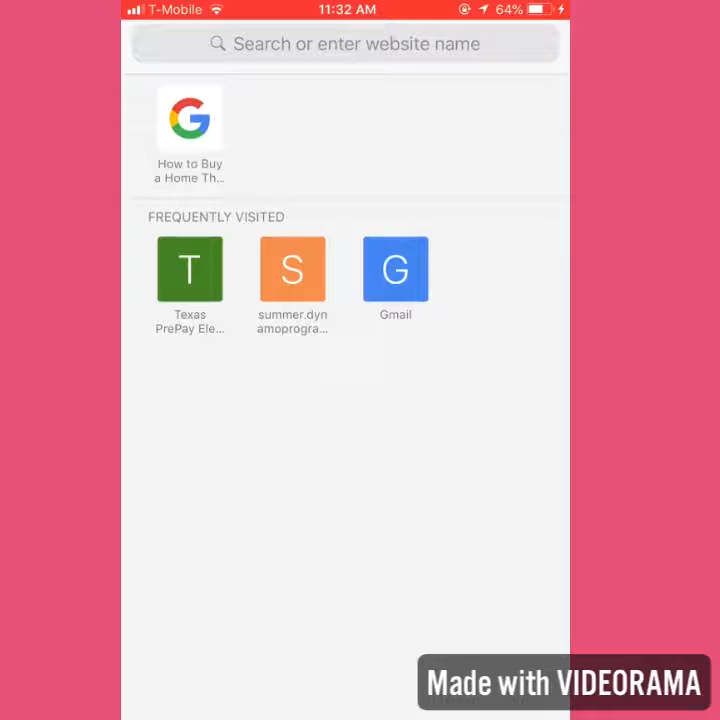 T-Mobile 11:32 AM 64%
Search or enter website name
G
How to Buy
a Home Th...
FREQUENTLY VISITED
T S G
Texas
PrePay Ele...
summer.dyn
amoprogra...
Gmail
Made with VIDEORAMA